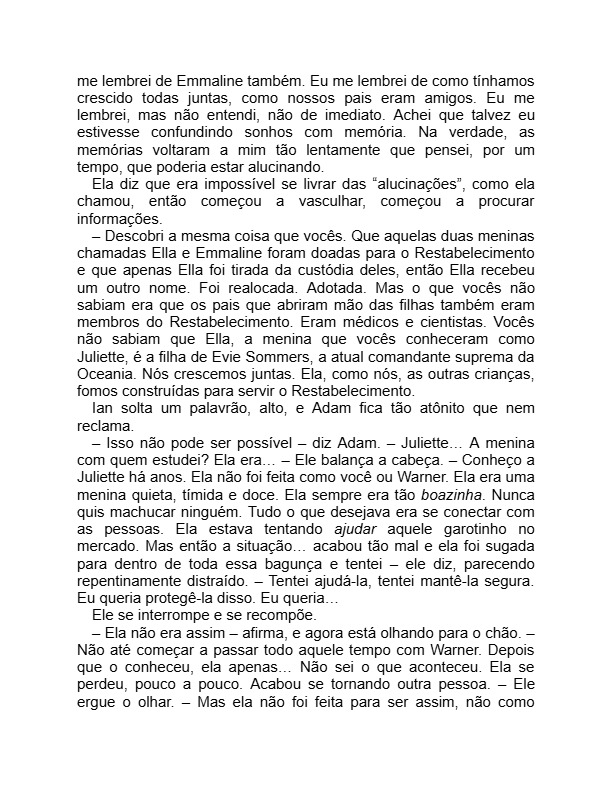 me lembrei de Emmaline também. Eu me lembrei de como tínhamos
crescido todas juntas, como nossos pais eram amigos. Eu me
lembrei, mas não entendi, não de imediato. Achei que talvez eu
estivesse confundindo sonhos com memória. Na verdade, as
memórias voltaram a mim tão lentamente que pensei, por um
tempo, que poderia estar alucinando.
Ela diz que era impossível se livrar das “alucinações”, como ela
chamou, então começou a vasculhar, começou a procurar
informações.
– Descobri a mesma coisa que vocês. Que aquelas duas meninas
chamadas Ella e Emmaline foram doadas para o Restabelecimento
e que apenas Ella foi tirada da custódia deles, então Ella recebeu
um outro nome. Foi realocada. Adotada. Mas o que vocês não
sabiam era que os pais que abriram mão das filhas também eram
membros do Restabelecimento. Eram médicos e cientistas. Vocês
não sabiam que Ella, a menina que vocês conheceram como
Juliette, é a filha de Evie Sommers, a atual comandante suprema da
Oceania. Nós crescemos juntas. Ela, como nós, as outras crianças,
fomos construídas para servir o Restabelecimento.
Ian solta um palavrão, alto, e Adam fica tão atônito que nem
reclama.
– Isso não pode ser possível – diz Adam. – Juliette… A menina
com quem estudei? Ela era… – Ele balança a cabeça. – Conheço a
Juliette há anos. Ela não foi feita como você ou Warner. Ela era uma
menina quieta, tímida e doce. Ela sempre era tão boazinha. Nunca
quis machucar ninguém. Tudo o que desejava era se conectar com
as pessoas. Ela estava tentando ajudar aquele garotinho no
mercado. Mas então a situação… acabou tão mal e ela foi sugada
para dentro de toda essa bagunça e tentei – ele diz, parecendo
repentinamente distraído. – Tentei ajudá-la, tentei mantê-la segura.
Eu queria protegê-la disso. Eu queria…
Ele se interrompe e se recompõe.
– Ela não era assim – afirma, e agora está olhando para o chão. –
Não até começar a passar todo aquele tempo com Warner. Depois
que o conheceu, ela apenas… Não sei o que aconteceu. Ela se
perdeu, pouco a pouco. Acabou se tornando outra pessoa. – Ele
ergue o olhar. – Mas ela não foi feita para ser assim, não como